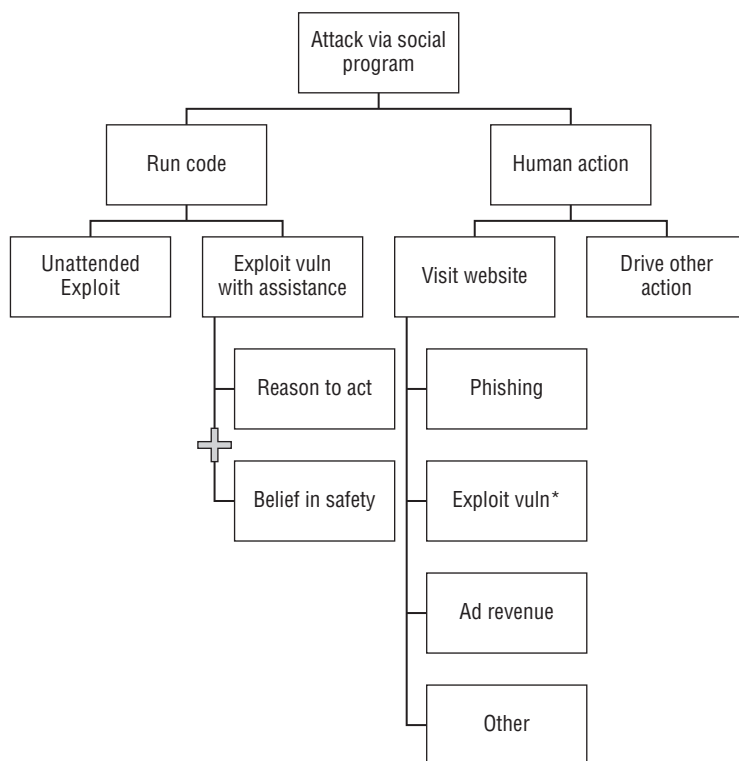 Attack via social
program
Run code
Human action
Unattended
Exploit
Exploit vuln
with assistance
Visit website
Drive other
action
Reason to act
Phishing
Belief in safety
Exploit vuln*
Ad revenue
Other